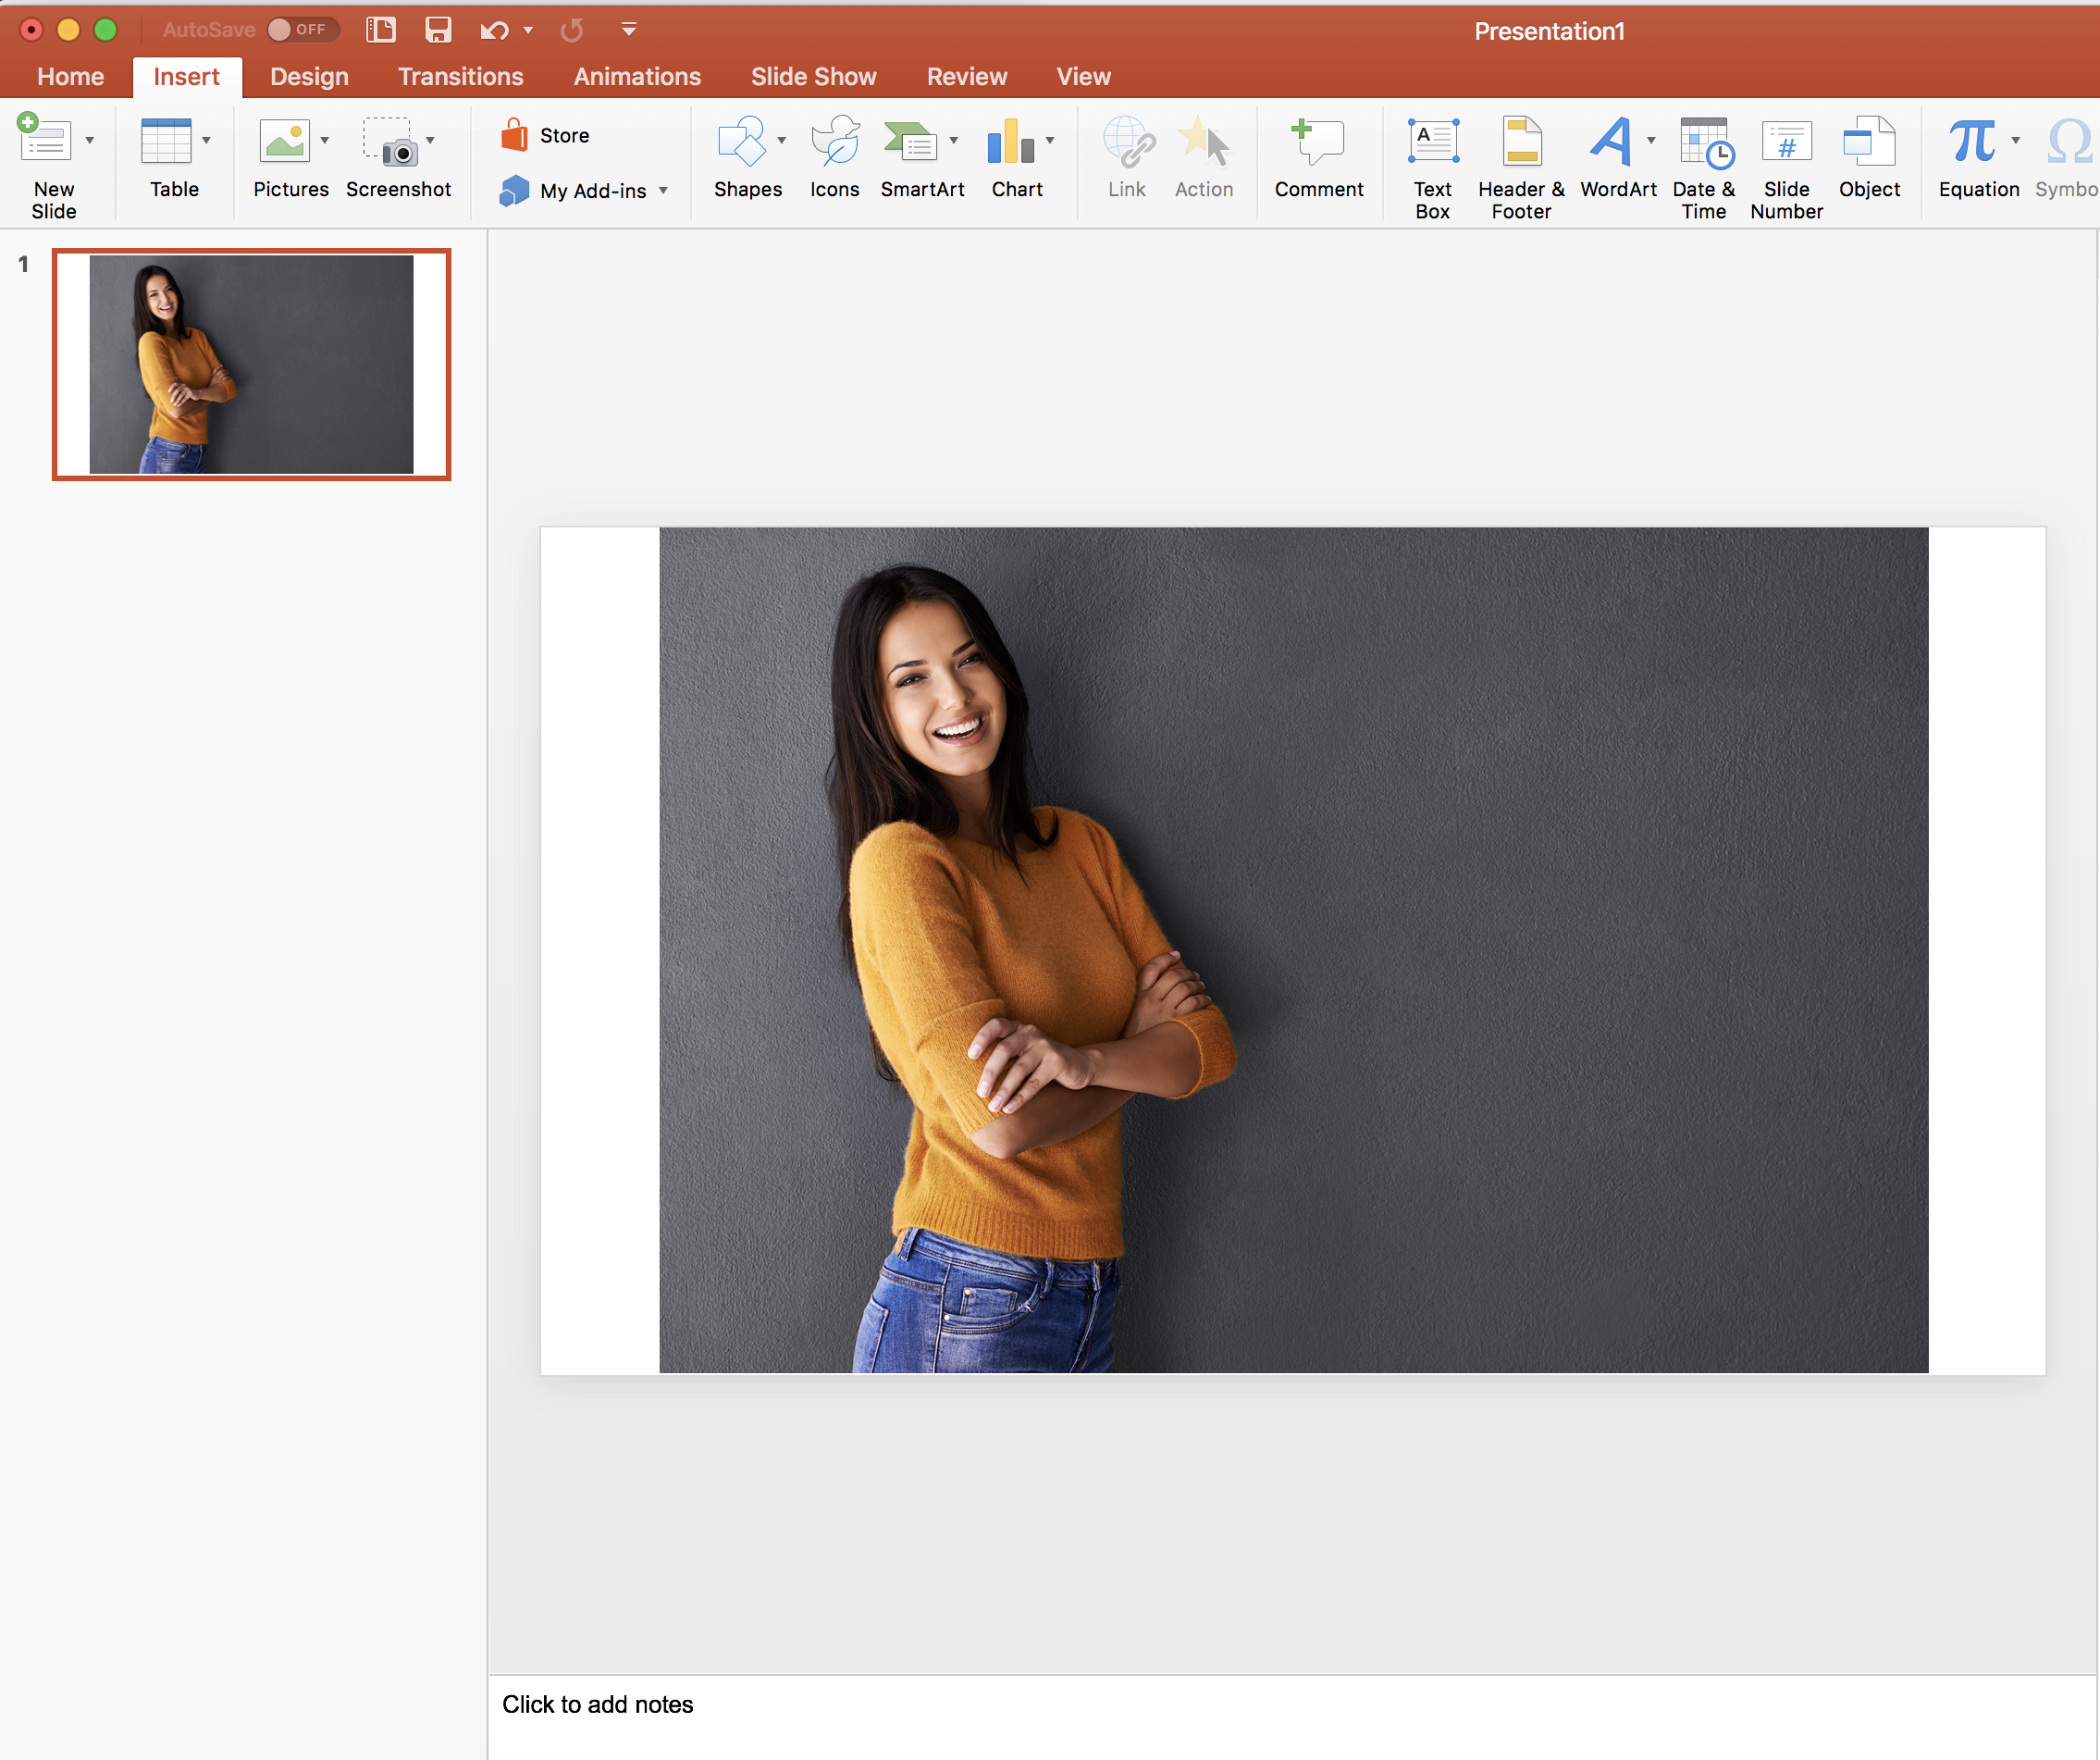 AutoSave OFF
Presentation1
Home Insert Design Transitions Animations Slide Show Review View
New Slide
Table
Pictures
Screenshot
Store
My Add-ins
Shapes
Icons
SmartArt
Chart
Link
Action
Comment
A
Text Box
Header & Footer
A
WordArt
Date & Time
#
Slide Number
Object
π
Equation
Ω
Symbo
1
Click to add notes